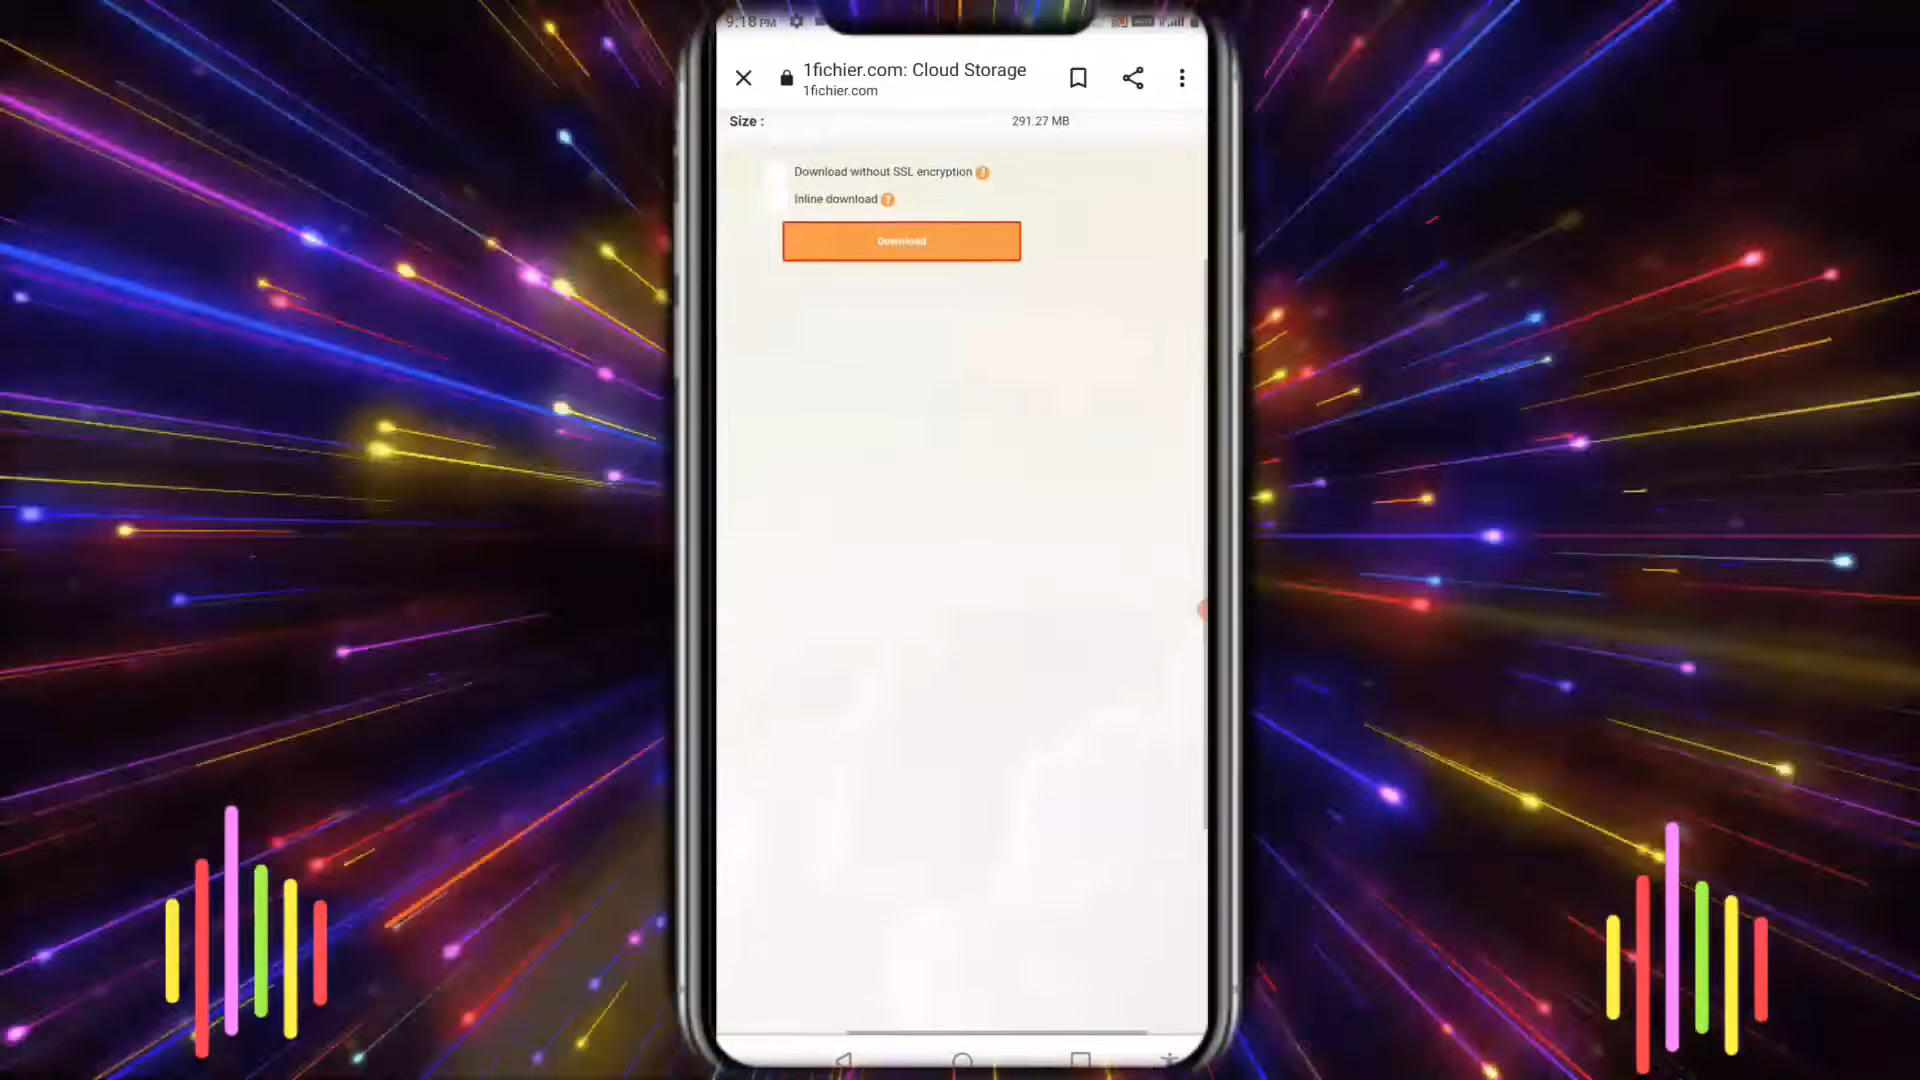 9:18 PM
1fichier.com: Cloud Storage
1fichier.com
Size :
291.27 MB
Download without SSL encryption ?
Inline download ?
Download